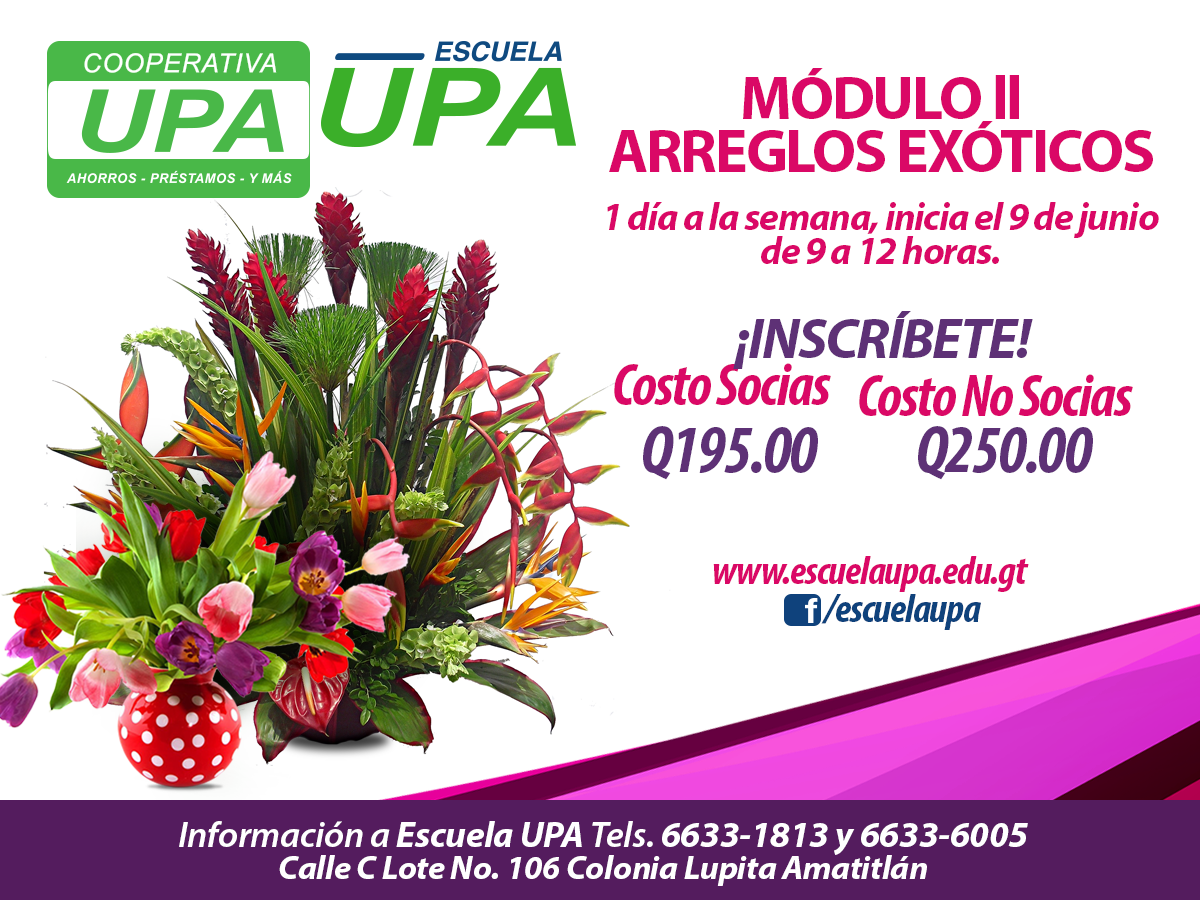 COOPERATIVA
UPA
AHORROS - PRÉSTAMOS - Y MÁS
ESCUELA
UPA
MÓDULO II
ARREGLOS EXÓTICOS
1 día a la semana, inicia el 9 de junio
de 9 a 12 horas.
¡INSCRÍBETE!
Costo Socias
Q195.00
Costo No Socias
Q250.00
www.escuelaupa.edu.gt
f/escuelaupa
Información a Escuela UPA Tels. 6633-1813 y 6633-6005
Calle C Lote No. 106 Colonia Lupita Amatitlán